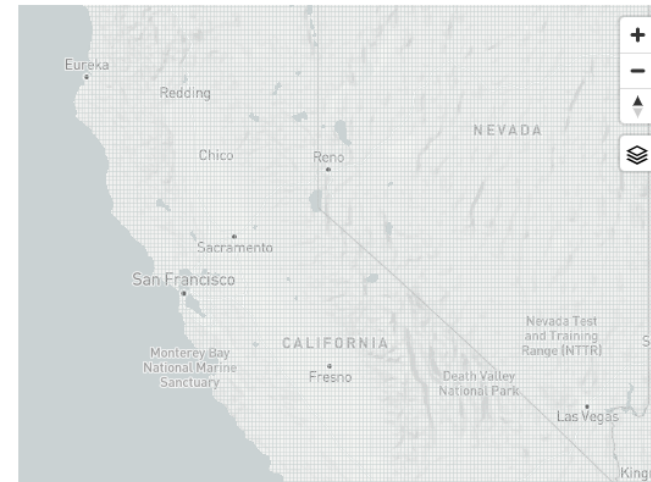 Eureka
Redding
NEVADA
Chico
Reno
Sacramento
San Francisco
Nevada Test
and Training
Range (NTTR)
CALIFORNIA
S
Monterey Bay
National Marine
Sanctuary
Fresno
Death Valley
National Park
Las Vegas
King